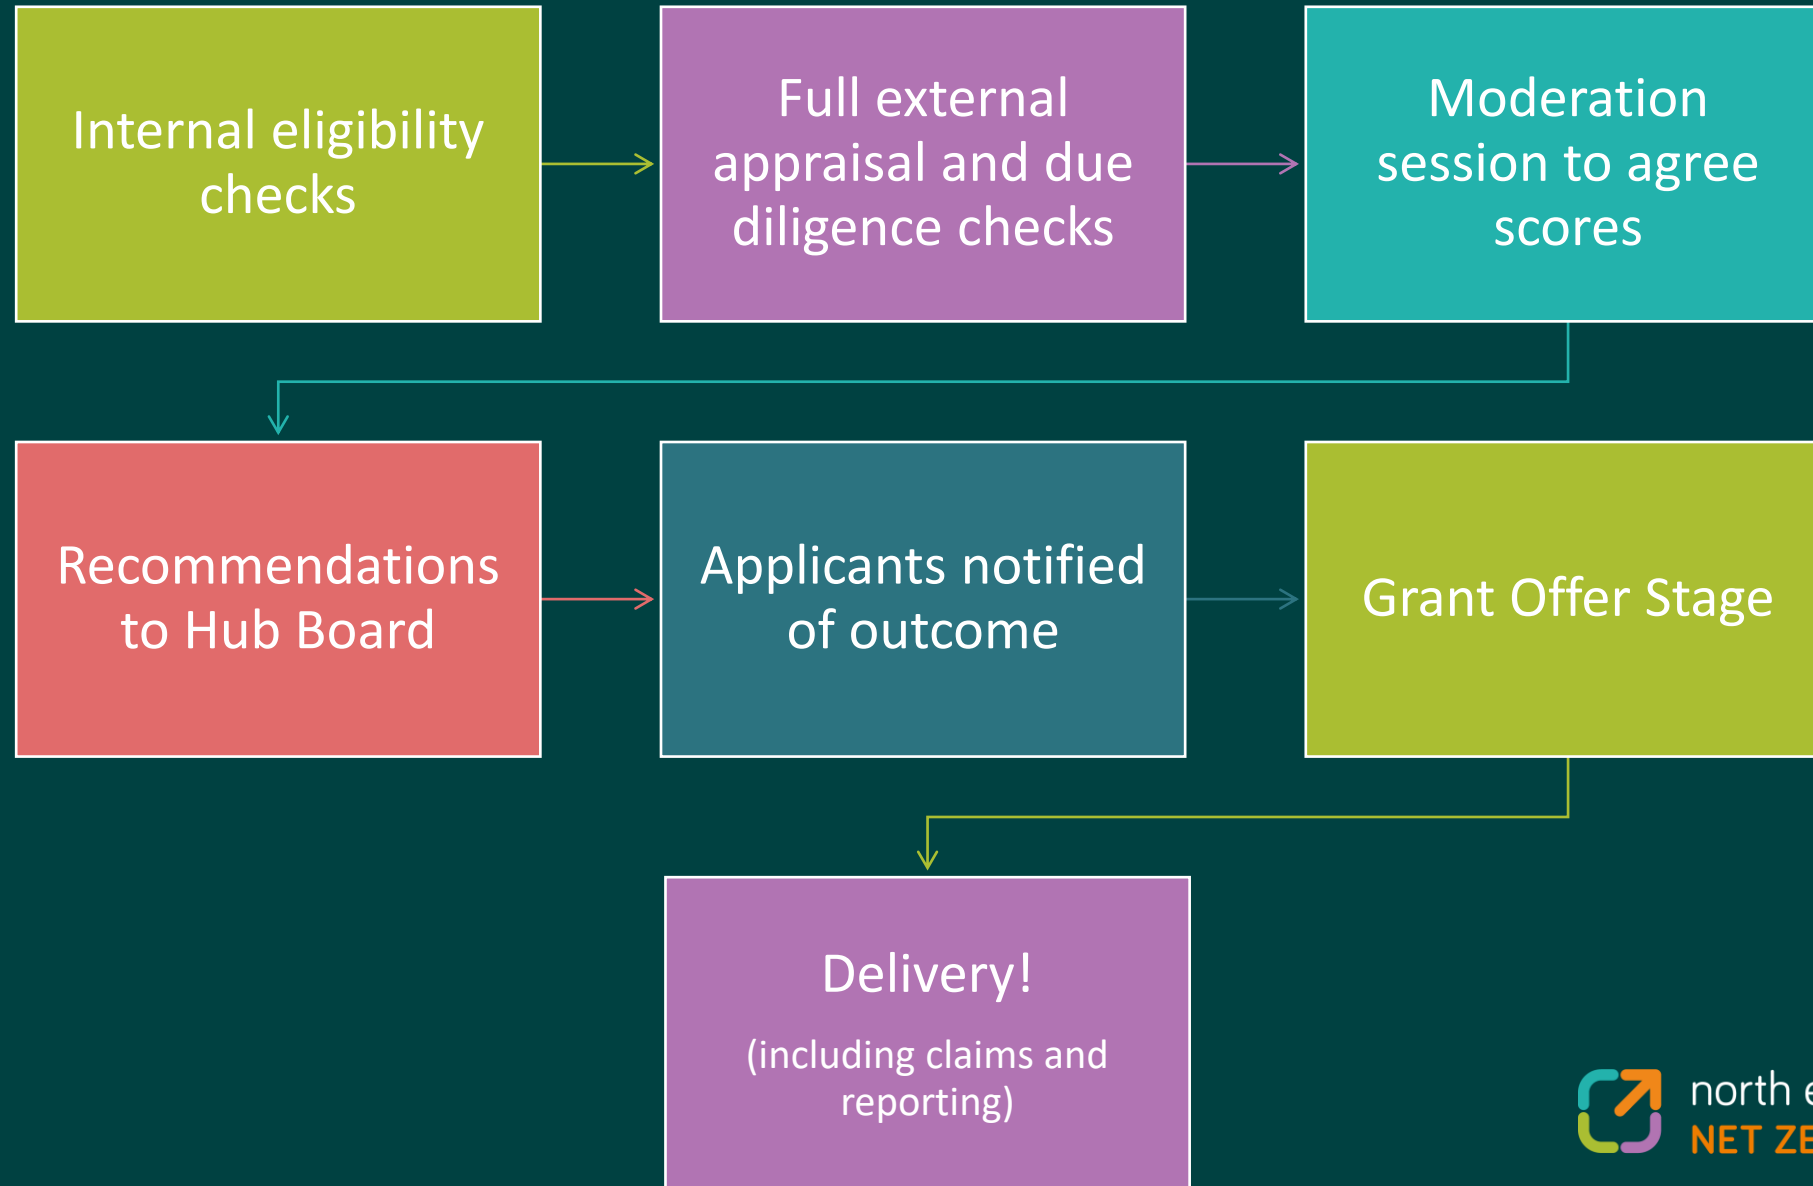 Internal eligibility
checks
Full external
appraisal and due
diligence checks
Moderation
session to agree
scores
Recommendations
to Hub Board
Applicants notified
of outcome
Grant Offer Stage
Delivery!
(including claims and
reporting)
north
NET